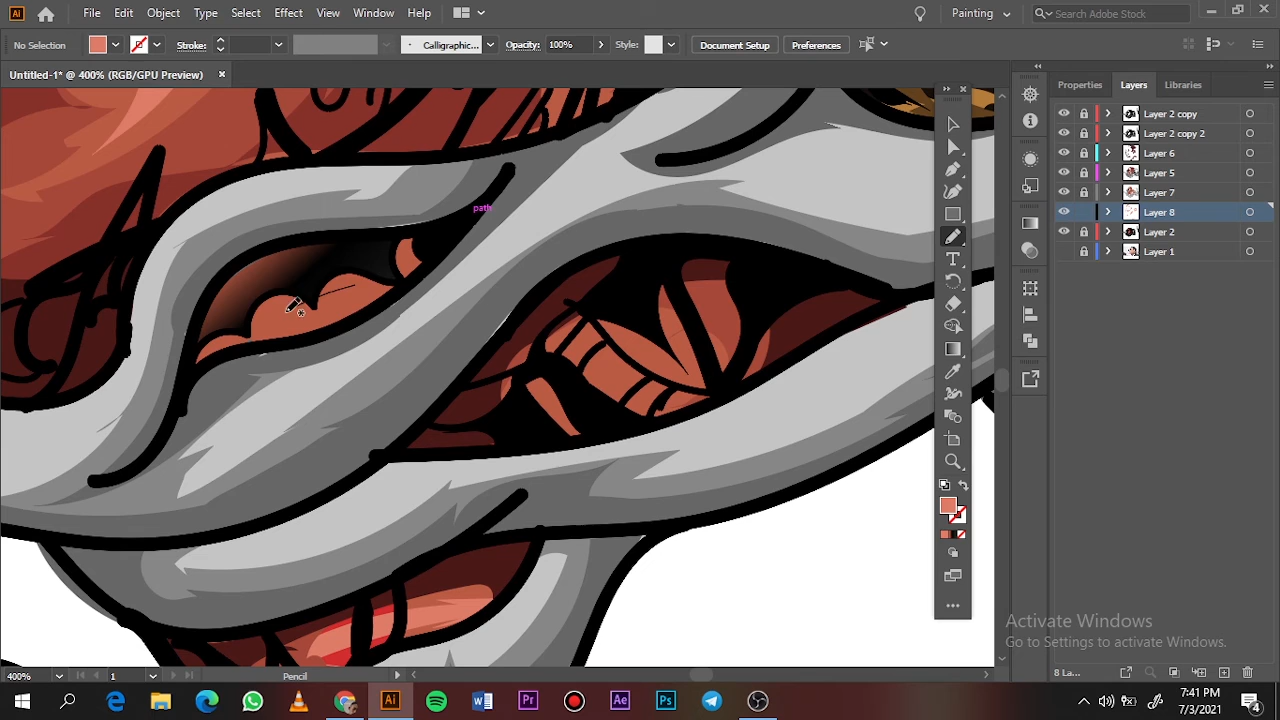 Ai File Edit Object Type Select Effect View Window Help Painting Search Adobe Stock
No Selection Stroke: Calligraphic... Opacity: 100% Style: Document Setup Preferences
Untitled-1* @ 400% (RGB/GPU Preview) ×
Properties Layers Libraries
Layer 2 copy
Layer 2 copy 2
Layer 6
Layer 5
Layer 7
Layer 8
Layer 2
Layer 1
path
Activate Windows
Go to Settings to activate Windows.
400% 1 Pencil 8 La...
7:41 PM
7/3/2021
4